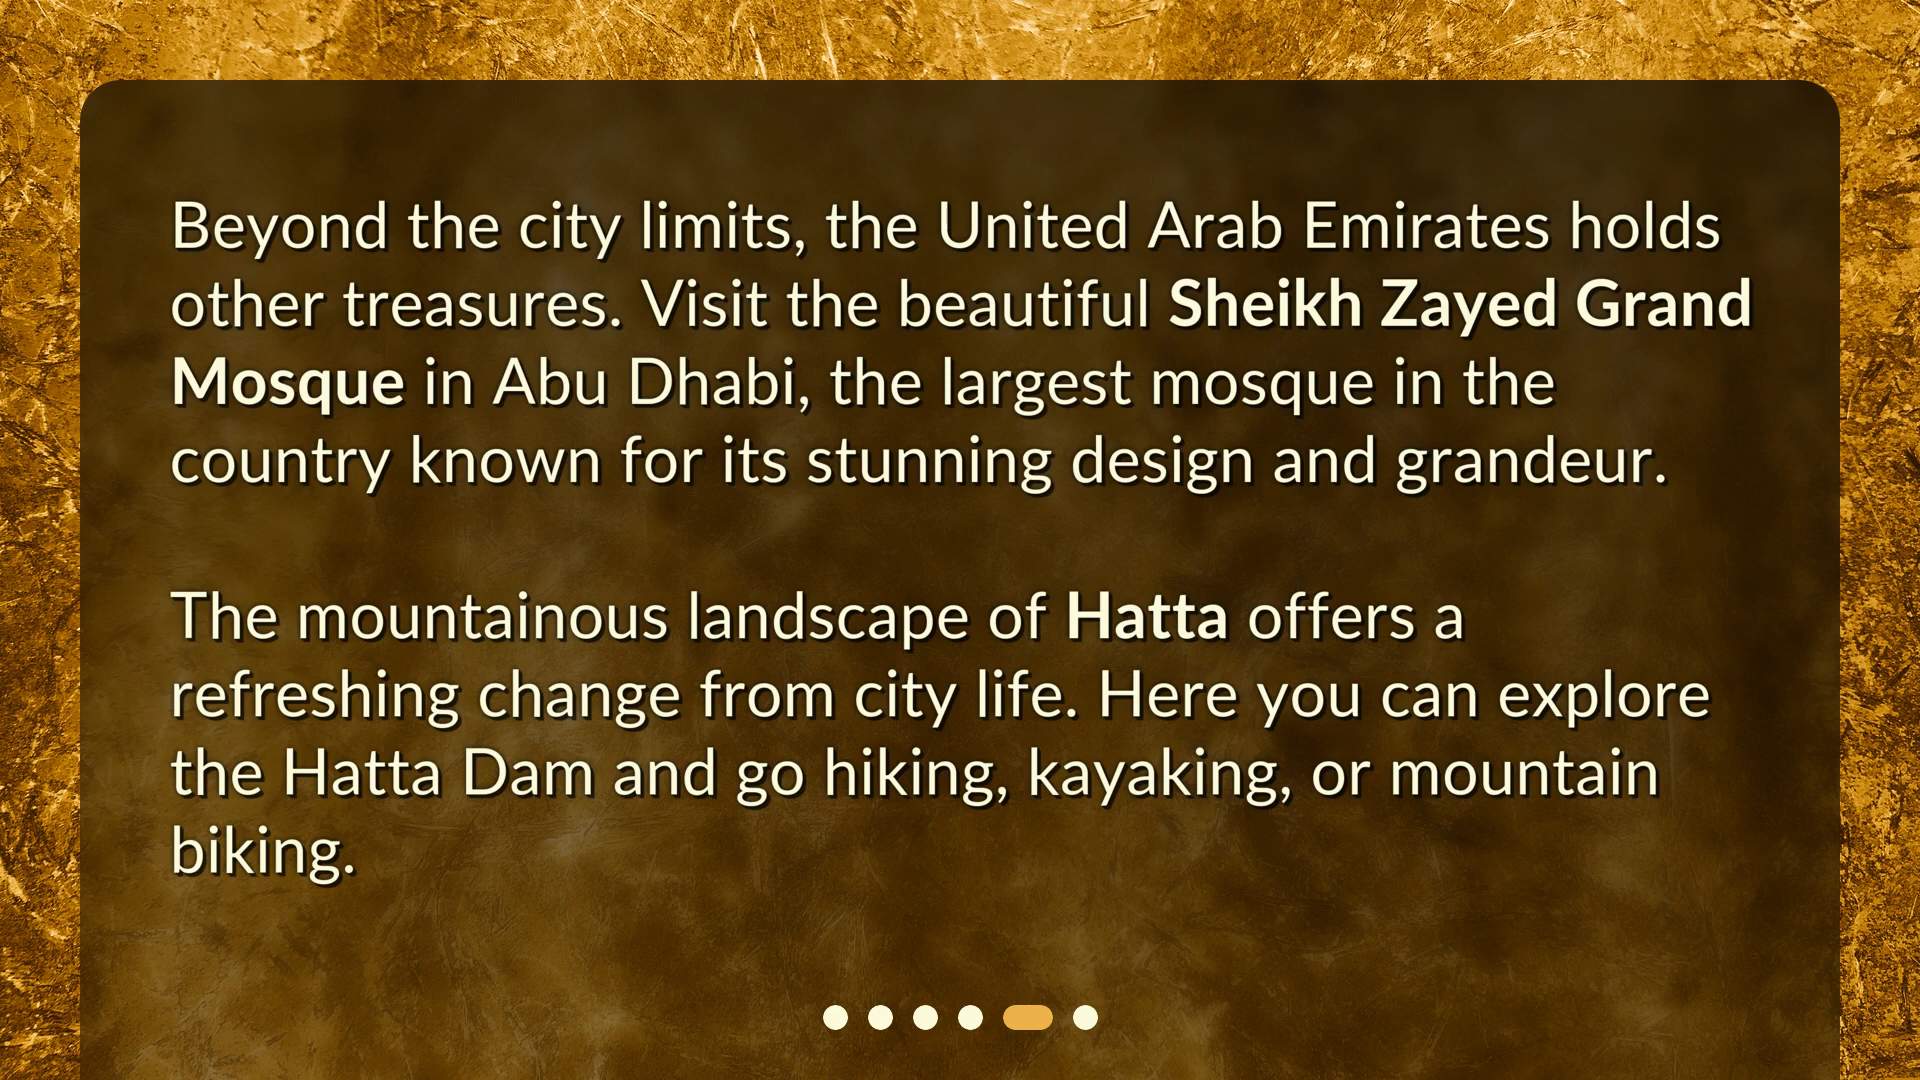 Beyond the city limits, the United Arab Emirates holds
other treasures. Visit the beautiful Sheikh Zayed Grand
Mosque in Abu Dhabi, the largest mosque in the
country known for its stunning design and grandeur.
The mountainous landscape of Hatta offers a
refreshing change from city life. Here you can explore
the Hatta Dam and go hiking, kayaking, or mountain
biking.